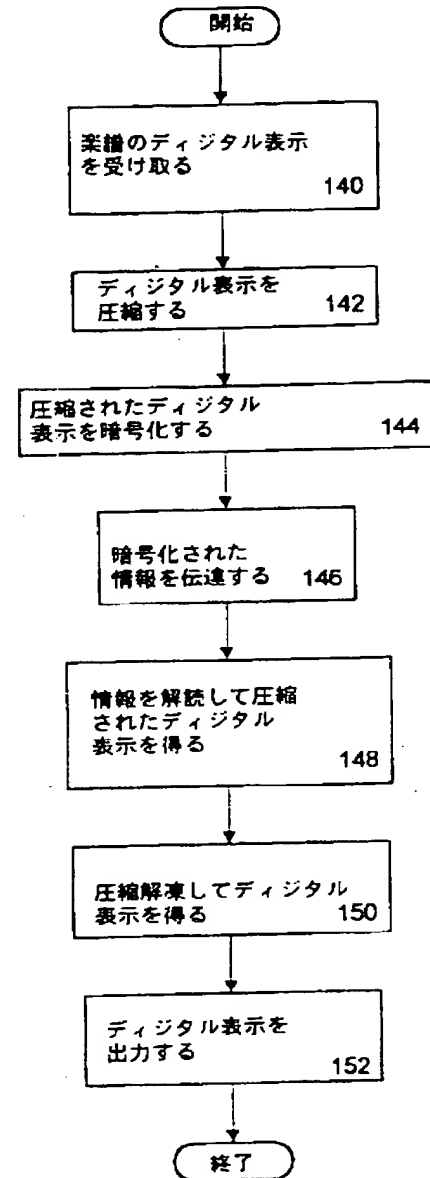 開始
楽譜のディジタル表示
を受け取る
140
ディジタル表示を
圧縮する 142
圧縮されたディジタル
表示を暗号化する 144
暗号化された
情報を伝達する 146
情報を解読して圧縮
されたディジタル
表示を得る
148
圧縮解凍してディジタル
表示を得る 150
ディジタル表示を
出力する
152
終了